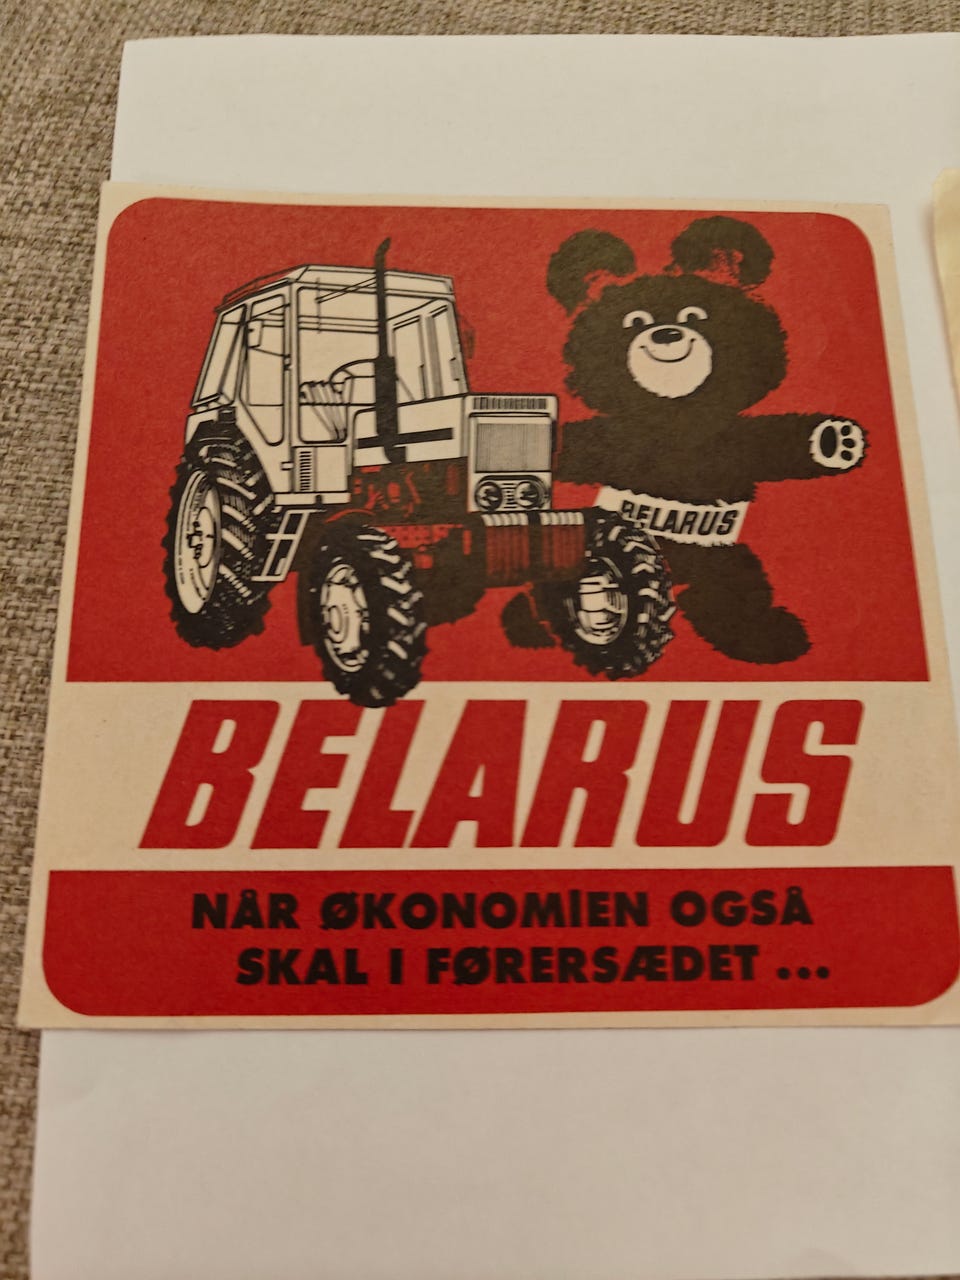 BELARUS
BELARUS
NÅR ØKONOMIEN OGSÅ
SKAL I FØRERSÆDET ...